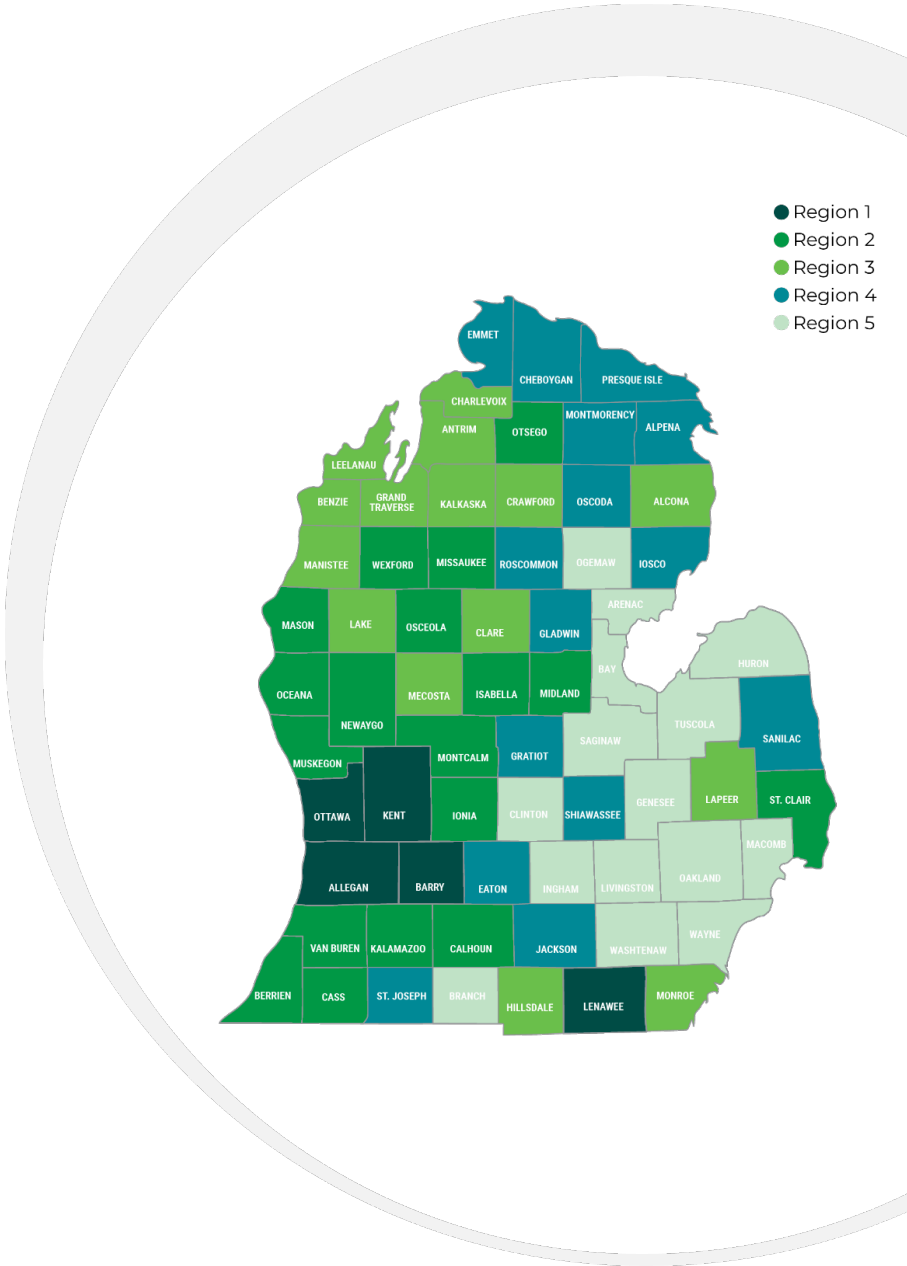 Region 1
Region 2
Region 3
Region 4
Region 5
EMMET
CHEBOYGAN
PRESQUE ISLE
CHARLEVOIX
ANTRIM
OTSEGO
MONTMORENCY
ALPENA
LEELANAU
BENZIE
GRAND
TRAVERSE
KALKASKA
CRAWFORD
OSCODA
ALCONA
MANISTEE
WEXFORD
MISSAUKEE
ROSCOMMON
OGEMAW
IOSCO
ARENAC
MASON
LAKE
OSCEOLA
CLARE
GLADWIN
BAY
HURON
OCEANA
NEWAYGO
MECOSTA
ISABELLA
MIDLAND
TUSCOLA
SANILAC
SAGINAW
MUSKEGON
MONTCALM
GRATIOT
OTTAWA
KENT
IONIA
CLINTON
SHIAWASSEE
GENESEE
LAPEER
ST. CLAIR
MACOMB
ALLEGAN
BARRY
EATON
INGHAM
LIVINGSTON
OAKLAND
VAN BUREN
KALAMAZOO
CALHOUN
JACKSON
WASHTENAW
WAYNE
BERRIEN
CASS
ST. JOSEPH
BRANCH
HILLSDALE
LENAWEE
MONROE